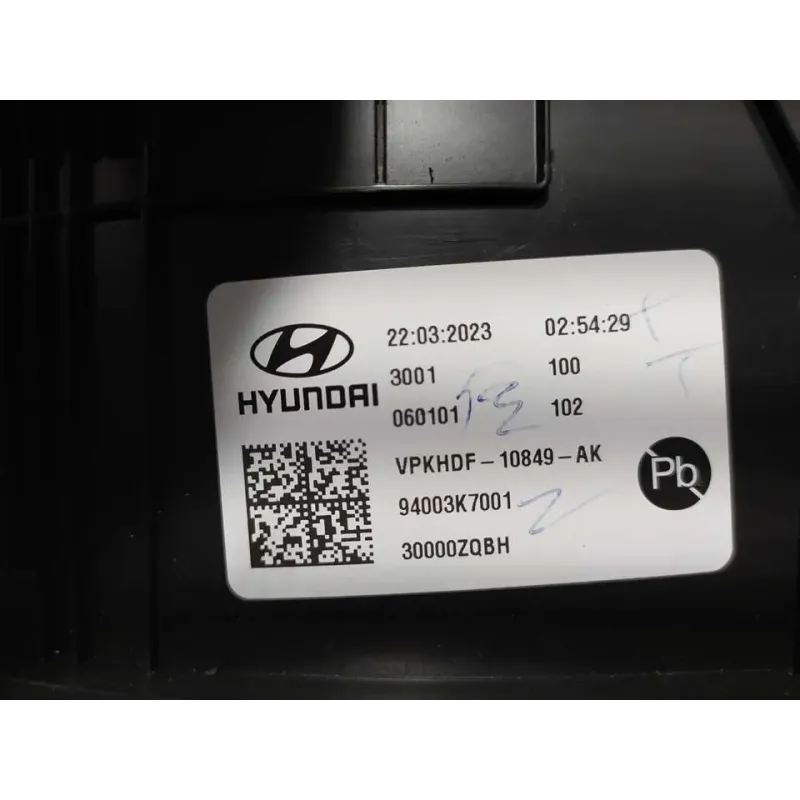 HYUNDAI
22:03:2023 02:54:29
3001 100
060101 102
VPKHDF-10849-AK
94003K7001
30000ZQBH
Pb